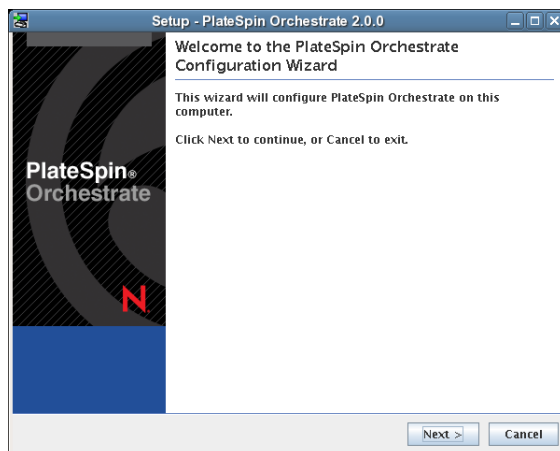 Setup - PlateSpin Orchestrate 2.0.0
Welcome to the PlateSpin Orchestrate
Configuration Wizard
This wizard will configure PlateSpin Orchestrate on this
computer.
Click Next to continue, or Cancel to exit.
PlateSpin®
Orchestrate
N.
Next >
Cancel